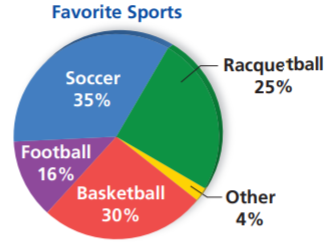 Favorite Sports
Soccer
35%
Racquetball
25%
Football
16%
Basketball
30%
Other
4%